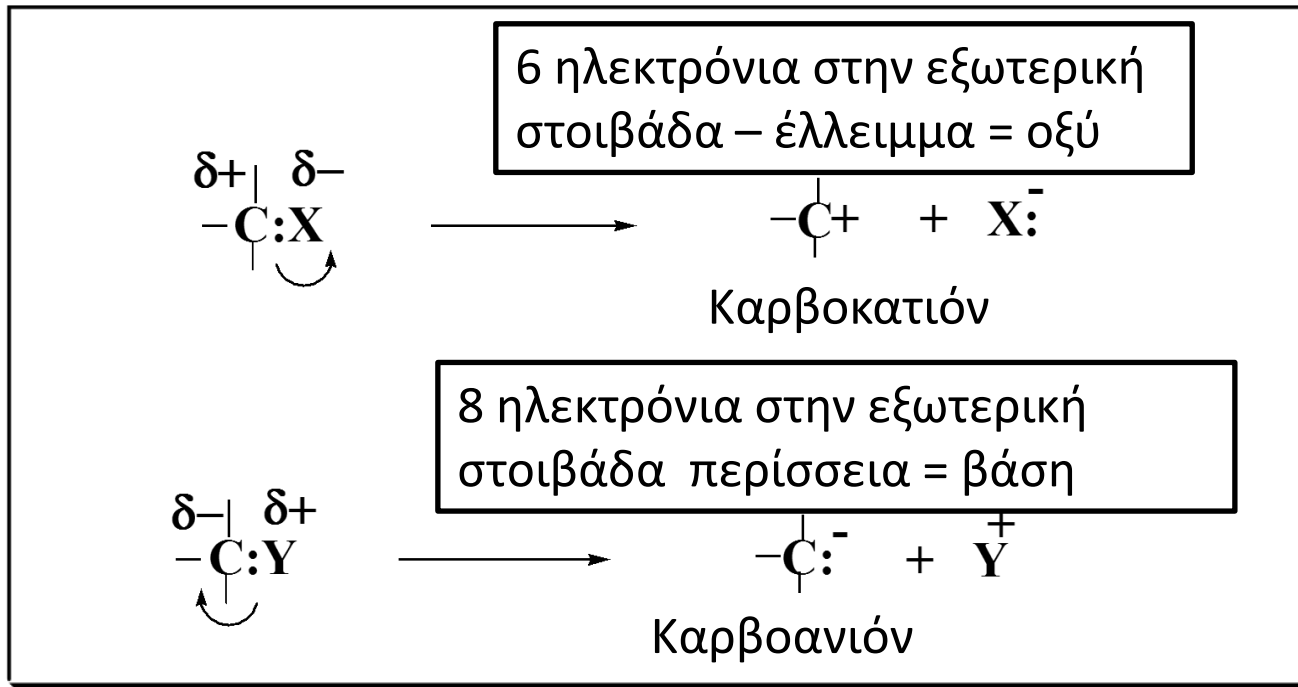 6 ηλεκτρόνια στην εξωτερική
στοιβάδα – έλλειμμα = οξύ
δ+ δ–
–C:X –C+ + X:-
Καρβοκατιόν
8 ηλεκτρόνια στην εξωτερική
στοιβάδα περίσσεια = βάση
δ– δ+
–C:Y –C:- + Y+
Καρβοανιόν